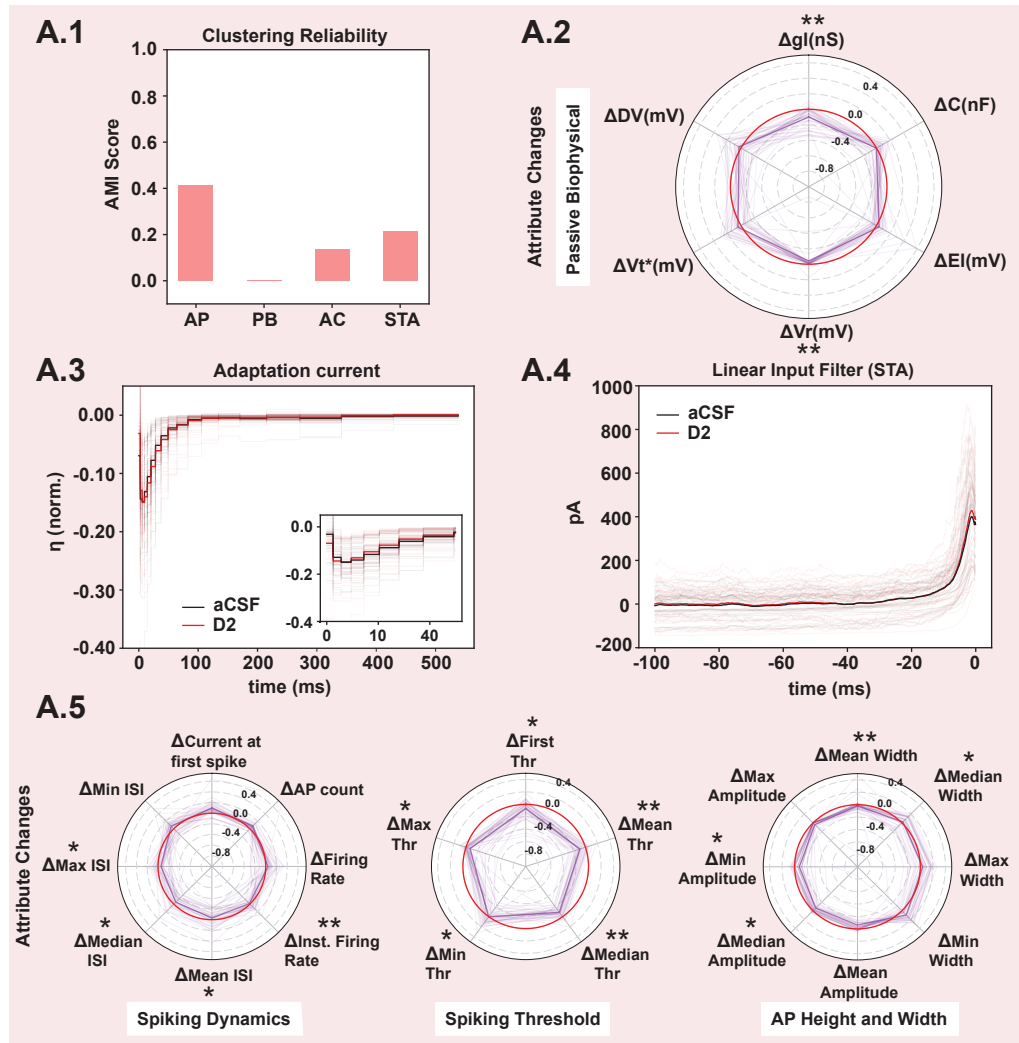 A.1
Clustering Reliability
AMI Score
1.0
0.8
0.6
0.4
0.2
0.0
AP PB AC STA
A.2
Attribute Changes
Passive Biophysical
**
Δgl(nS)
ΔC(nF)
ΔEl(mV)
ΔVr(mV)
**
ΔVt*(mV)
ΔDV(mV)
0.4
0.0
-0.4
-0.8
A.3
Adaptation current
η (norm.)
0.00
-0.10
-0.20
-0.30
-0.40
aCSF
D2
0.0
-0.2
-0.4
0 10 40
0 100 200 300 400 500
time (ms)
A.4
Linear Input Filter (STA)
pA
1000
800
600
400
200
0
-200
aCSF
D2
-100 -80 -60 -40 -20 0
time (ms)
A.5
Attribute Changes
ΔCurrent at
first spike
ΔAP count
ΔFiring
Rate
**
ΔInst. Firing
Rate
ΔMean ISI
*
*
ΔMedian
ISI
*
ΔMax ISI
ΔMin ISI
0.4
0.0
-0.4
-0.8
Spiking Dynamics
*
ΔFirst
Thr
**
ΔMean
Thr
**
ΔMedian
Thr
*
ΔMin
Thr
*
ΔMax
Thr
0.4
0.0
-0.4
-0.8
Spiking Threshold
**
ΔMean Width
*
ΔMedian
Width
ΔMax
Width
ΔMin
Width
ΔMean
Amplitude
*
ΔMedian
Amplitude
*
ΔMin
Amplitude
ΔMax
Amplitude
0.4
0.0
-0.4
-0.8
AP Height and Width